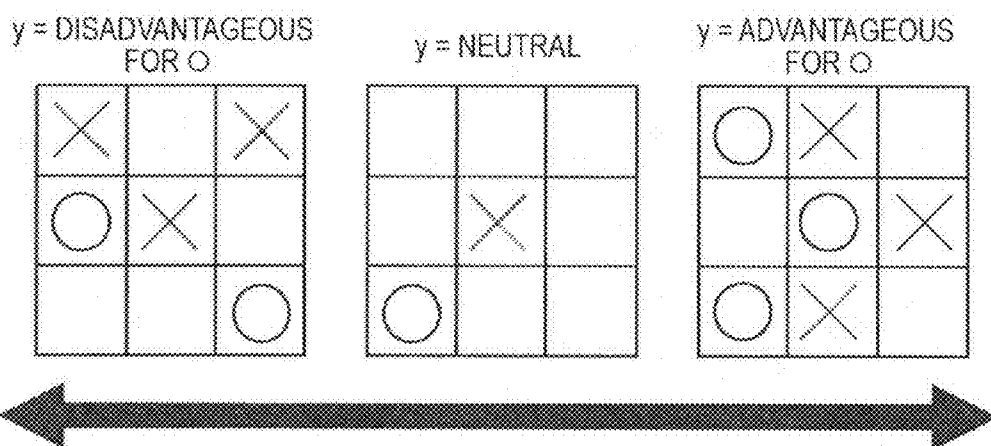 y = DISADVANTAGEOUS
FOR O
y = NEUTRAL
y = ADVANTAGEOUS
FOR O